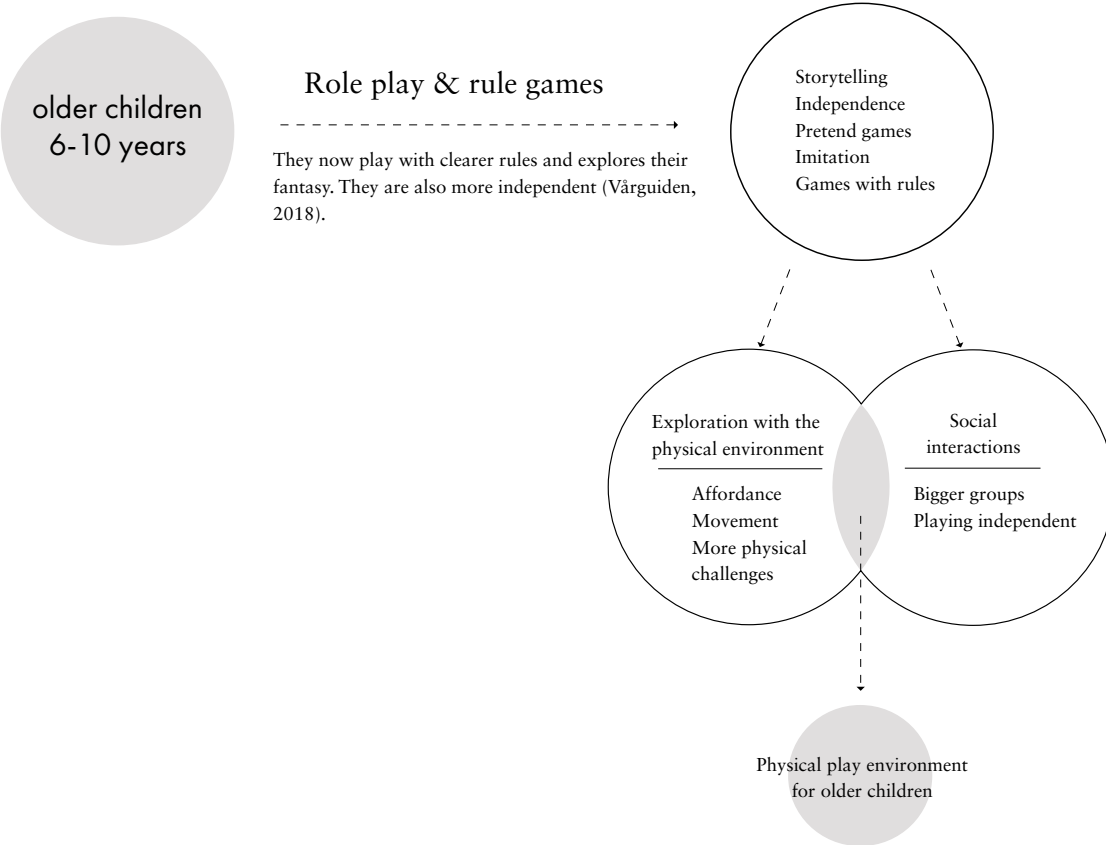 older children
6-10 years
Role play & rule games
They now play with clearer rules and explores their
fantasy. They are also more independent (Vårguiden,
2018).
Storytelling
Independence
Pretend games
Imitation
Games with rules
Exploration with the
physical environment
Affordance
Movement
More physical
challenges
Social
interactions
Bigger groups
Playing independent
Physical play environment
for older children